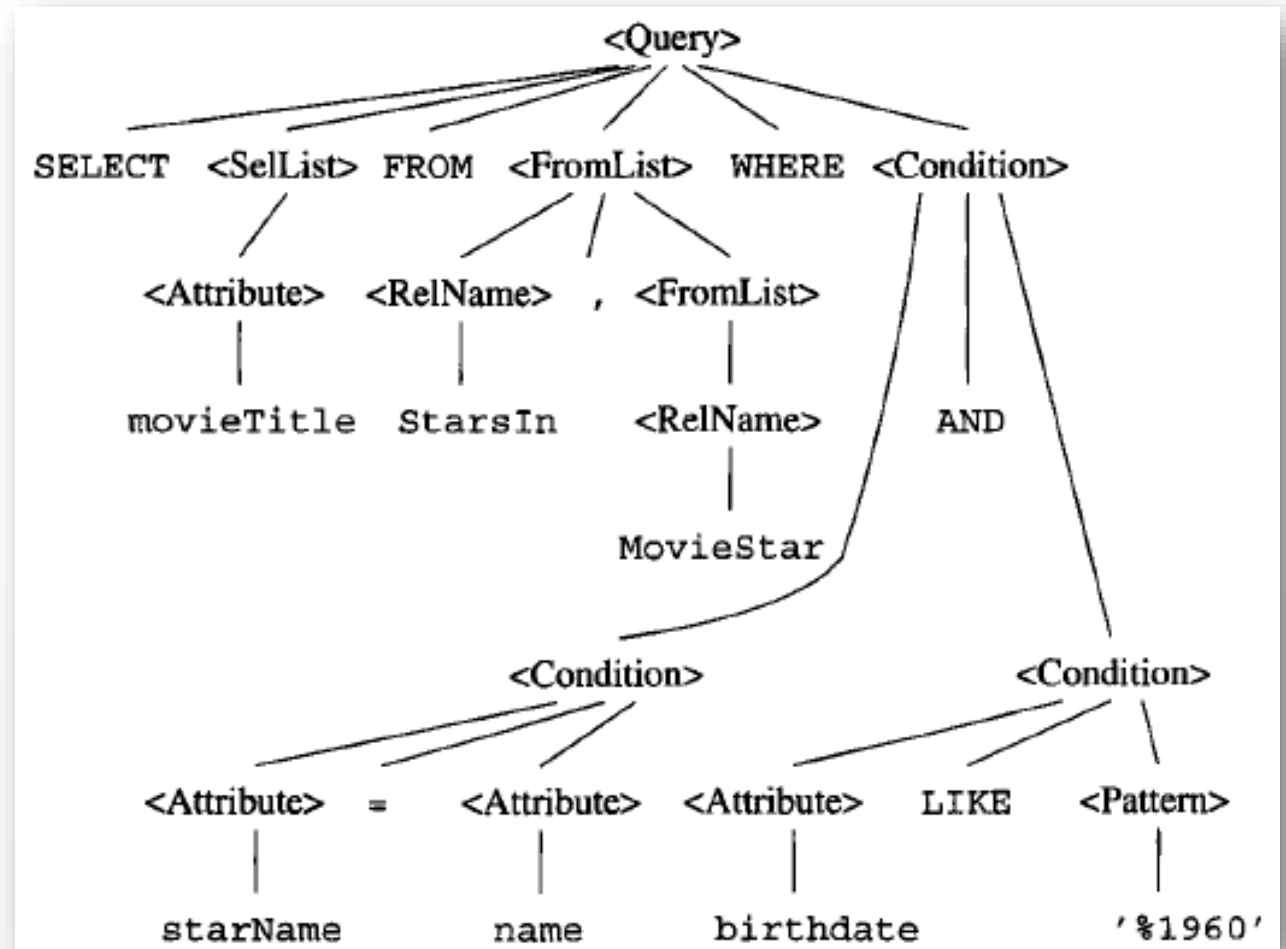 <Query>
SELECT <SelList> FROM <FromList> WHERE <Condition>
<Attribute> <RelName> , <FromList>
movieTitle StarsIn <RelName> AND
MovieStar
<Condition> <Condition>
<Attribute> = <Attribute> <Attribute> LIKE <Pattern>
starName name birthdate '%1960'